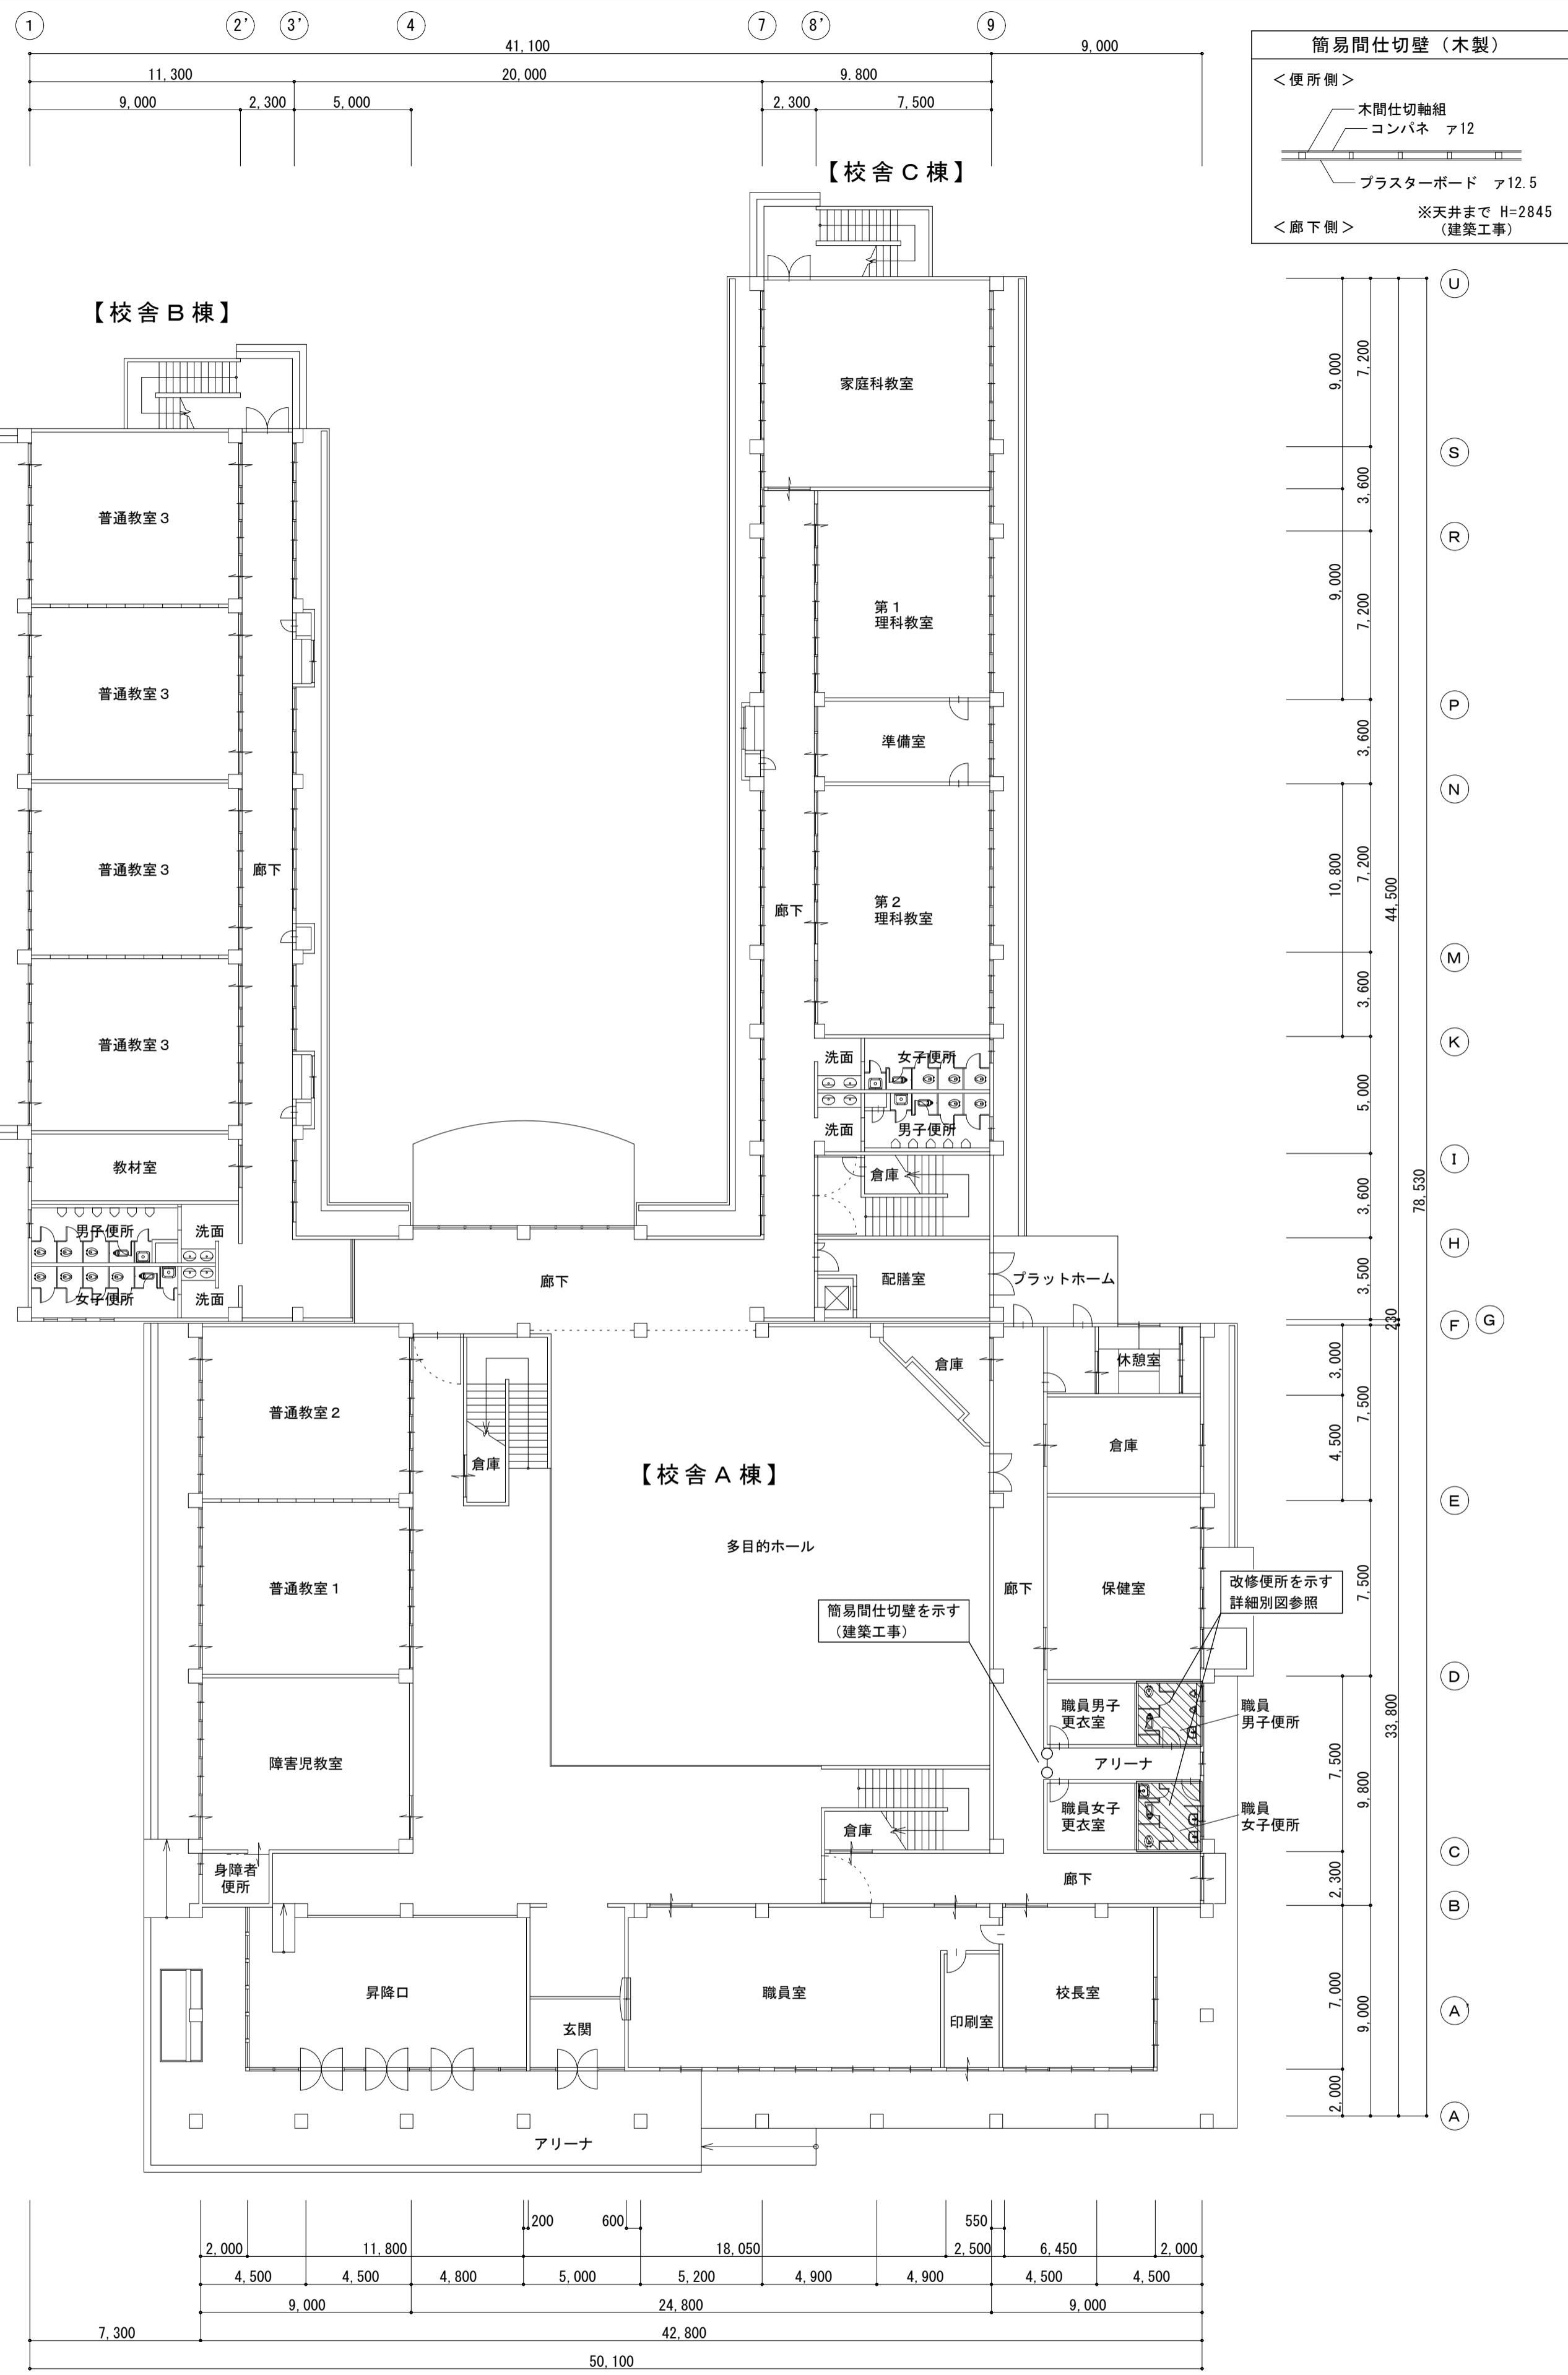 1 2' 3' 4 7 8' 9
41,100 9,000
11,300 20,000 9.800
9,000 2,300 5,000 2,300 7,500
簡易間仕切壁（木製）
＜便所側＞
木間仕切軸組
コンパネ ァ12
プラスターボード ァ12.5
※天井まで H=2845
（建築工事）
＜廊下側＞
【校舎Ｃ棟】
【校舎Ｂ棟】
家庭科教室
第１
理科教室
準備室
第２
理科教室
廊下
普通教室３
普通教室３
普通教室３
普通教室３
廊下
教材室
男子便所
洗面
女子便所
洗面
洗面
女子便所
洗面
男子便所
倉庫
配膳室
プラットホーム
廊下
普通教室２
倉庫
倉庫
休憩室
倉庫
【校舎Ａ棟】
多目的ホール
普通教室１
廊下
保健室
改修便所を示す
詳細別図参照
簡易間仕切壁を示す
（建築工事）
職員男子
更衣室
職員
男子便所
アリーナ
障害児教室
職員女子
更衣室
職員
女子便所
倉庫
身障者
便所
廊下
昇降口
玄関
職員室
印刷室
校長室
アリーナ
U
S
R
P
N
M
K
I
H
F G
E
D
C
B
A'
A
9,000
9,000
10,800
7,200
3,600
7,200
3,600
7,200
3,600
5,000
3,600
3,500
230
44,500
78,530
3,000
4,500
7,500
7,500
7,500
9,800
2,300
33,800
7,000
9,000
2,000
200 600 550
2,000 11,800 18,050 2,500 6,450 2,000
4,500 4,500 4,800 5,000 5,200 4,900 4,900 4,500 4,500
9,000 24,800 9,000
7,300 42,800
50,100